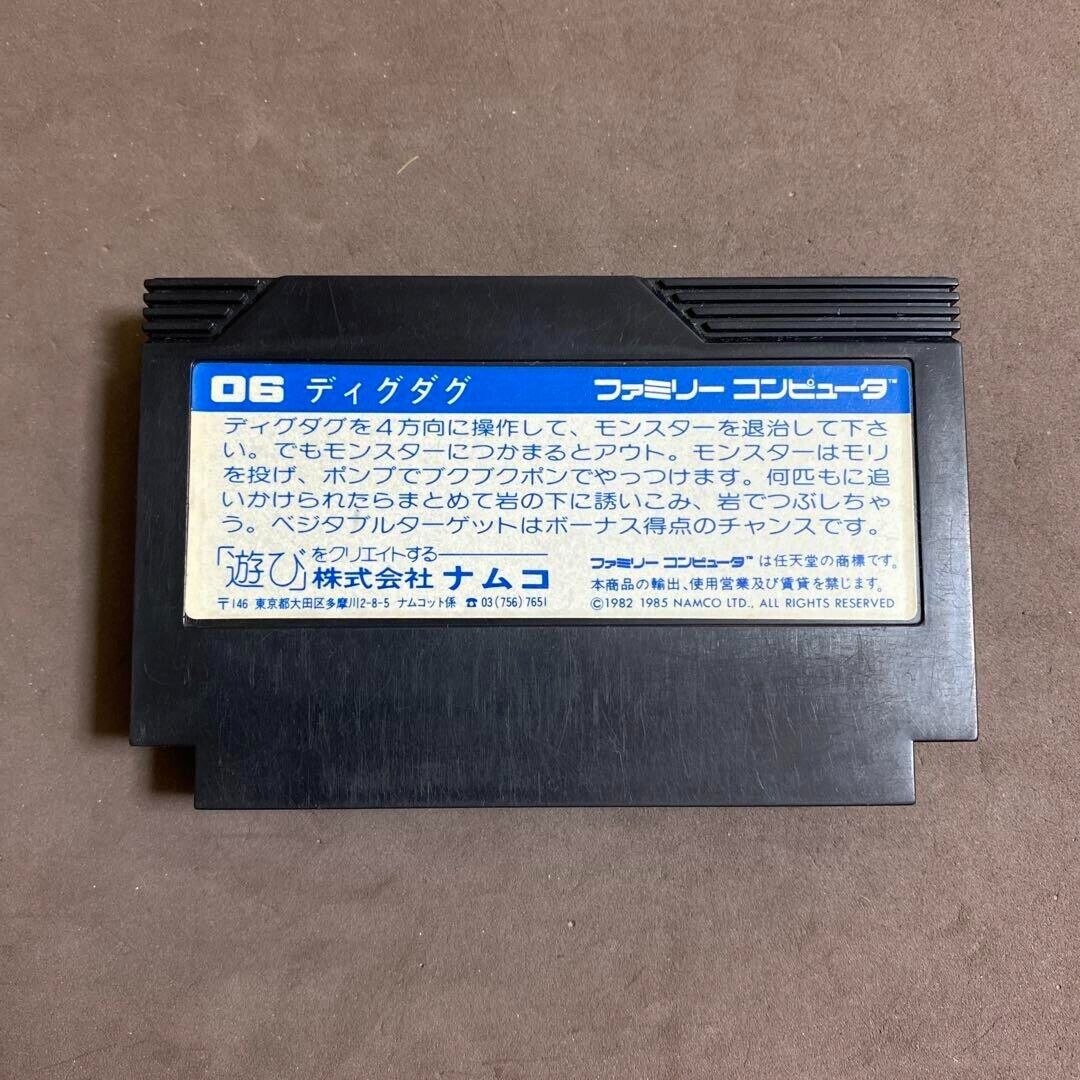 06 ディグダグ ファミリー コンピュータ™
ディグダグを4方向に操作して、モンスターを退治して下さ
い。でもモンスターにつかまるとアウト。モンスターはモリ
を投げ、ポンプでブクブクポンでやっつけます。何匹もに追
いかけられたらまとめて岩の下に誘いこみ、岩でつぶしちゃ
う。ベジタブルターゲットはボーナス得点のチャンスです。
「遊び」をクリエイトする
株式会社 ナムコ
〒146 東京都大田区多摩川2-8-5 ナムコット係 ☎03(756)7651
ファミリー コンピュータ™ は任天堂の商標です。
本商品の輸出、使用営業及び賃貸を禁じます。
©1982 1985 NAMCO LTD., ALL RIGHTS RESERVED